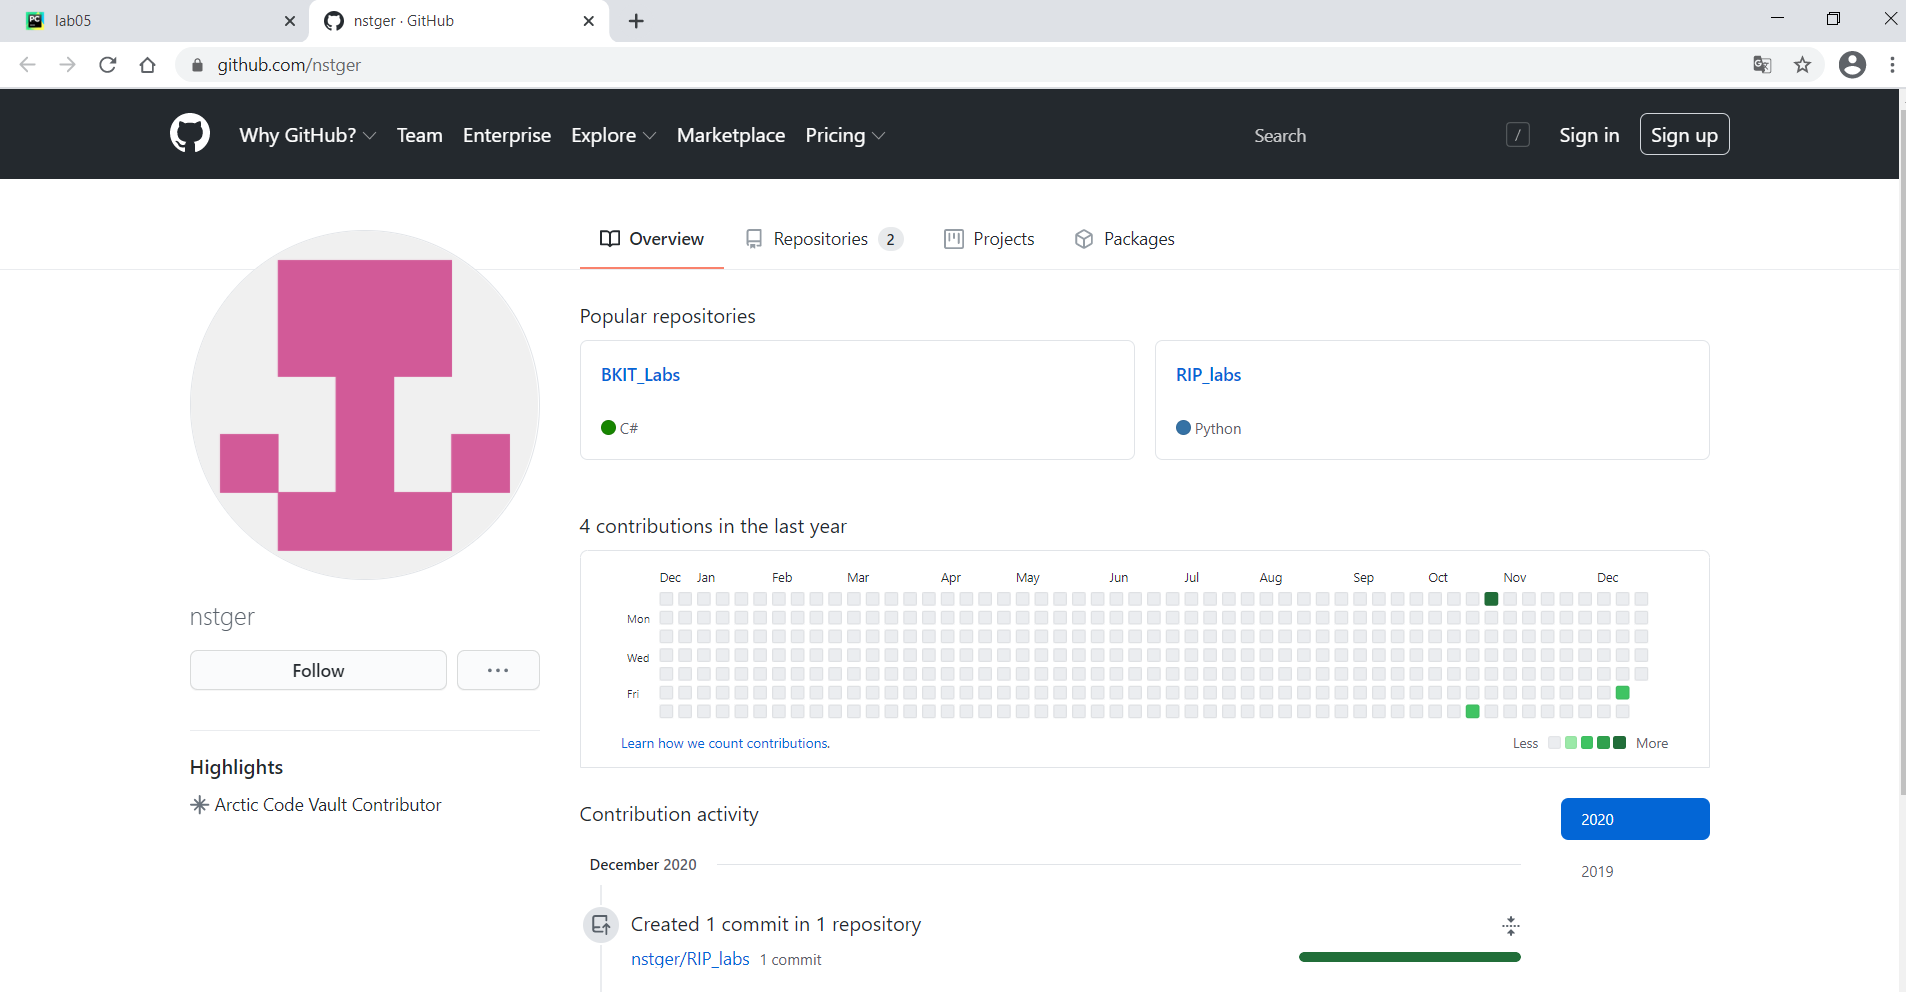 lab05
nstger · GitHub
github.com/nstger
Why GitHub? Team Enterprise Explore Marketplace Pricing Search / Sign in Sign up
Overview Repositories 2 Projects Packages
Popular repositories
BKIT_Labs
C#
RIP_labs
Python
4 contributions in the last year
Dec Jan Feb Mar Apr May Jun Jul Aug Sep Oct Nov Dec
Mon
Wed
Fri
Learn how we count contributions.
Less More
nstger
Follow
Highlights
Arctic Code Vault Contributor
Contribution activity
2020
2019
December 2020
Created 1 commit in 1 repository
nstger/RIP_labs 1 commit